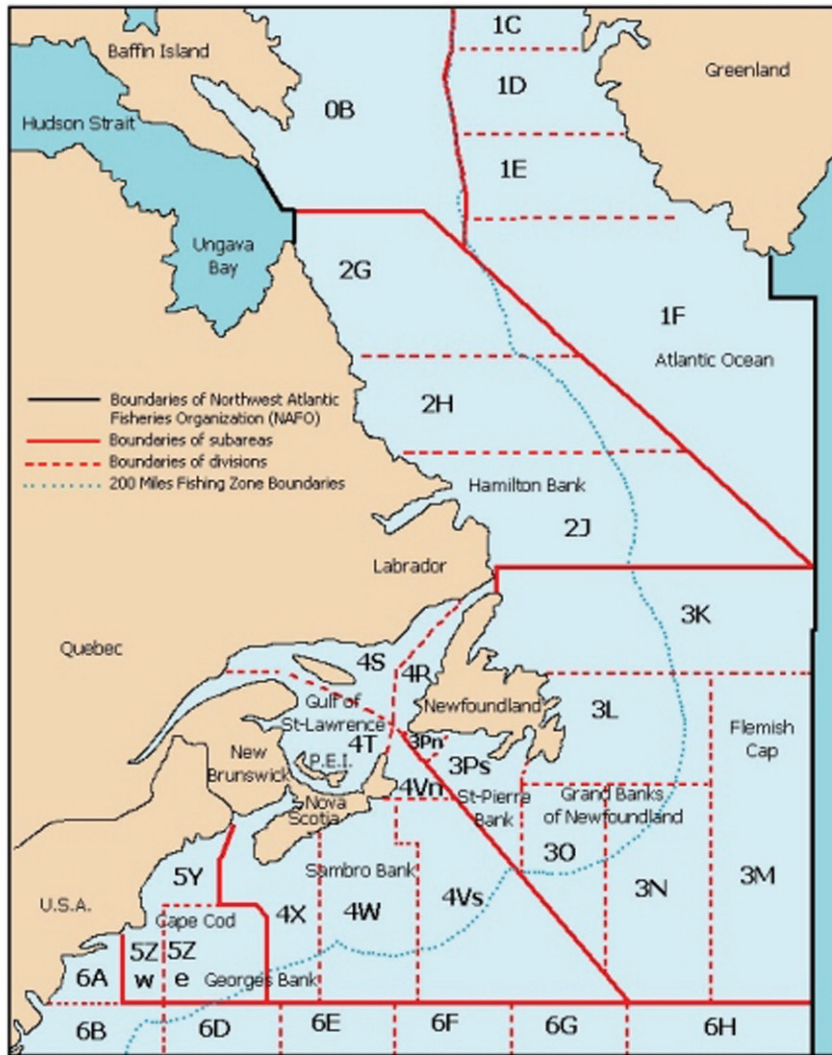 1C
Baffin Island
Greenland
1D
0B
Hudson Strait
1E
Ungava
Bay
2G
1F
Atlantic Ocean
Boundaries of Northwest Atlantic
Fisheries Organization (NAFO)
Boundaries of subareas
Boundaries of divisions
200 Miles Fishing Zone Boundaries
2H
Hamilton Bank
2J
Labrador
3K
Quebec
4S
4R
Gulf of
St-Lawrence
Newfoundland
3L
Flemish
Cap
4T
3Pn
New
Brunswick
P.E.I.
3Ps
4Vn
St-Pierre
Bank
Grand Banks
of Newfoundland
Nova
Scotia
3O
5Y
Sambro Bank
3N
3M
U.S.A.
Cape Cod
4X
4W
4Vs
5Z
w
5Z
e
Georges Bank
6A
6B
6D
6E
6F
6G
6H